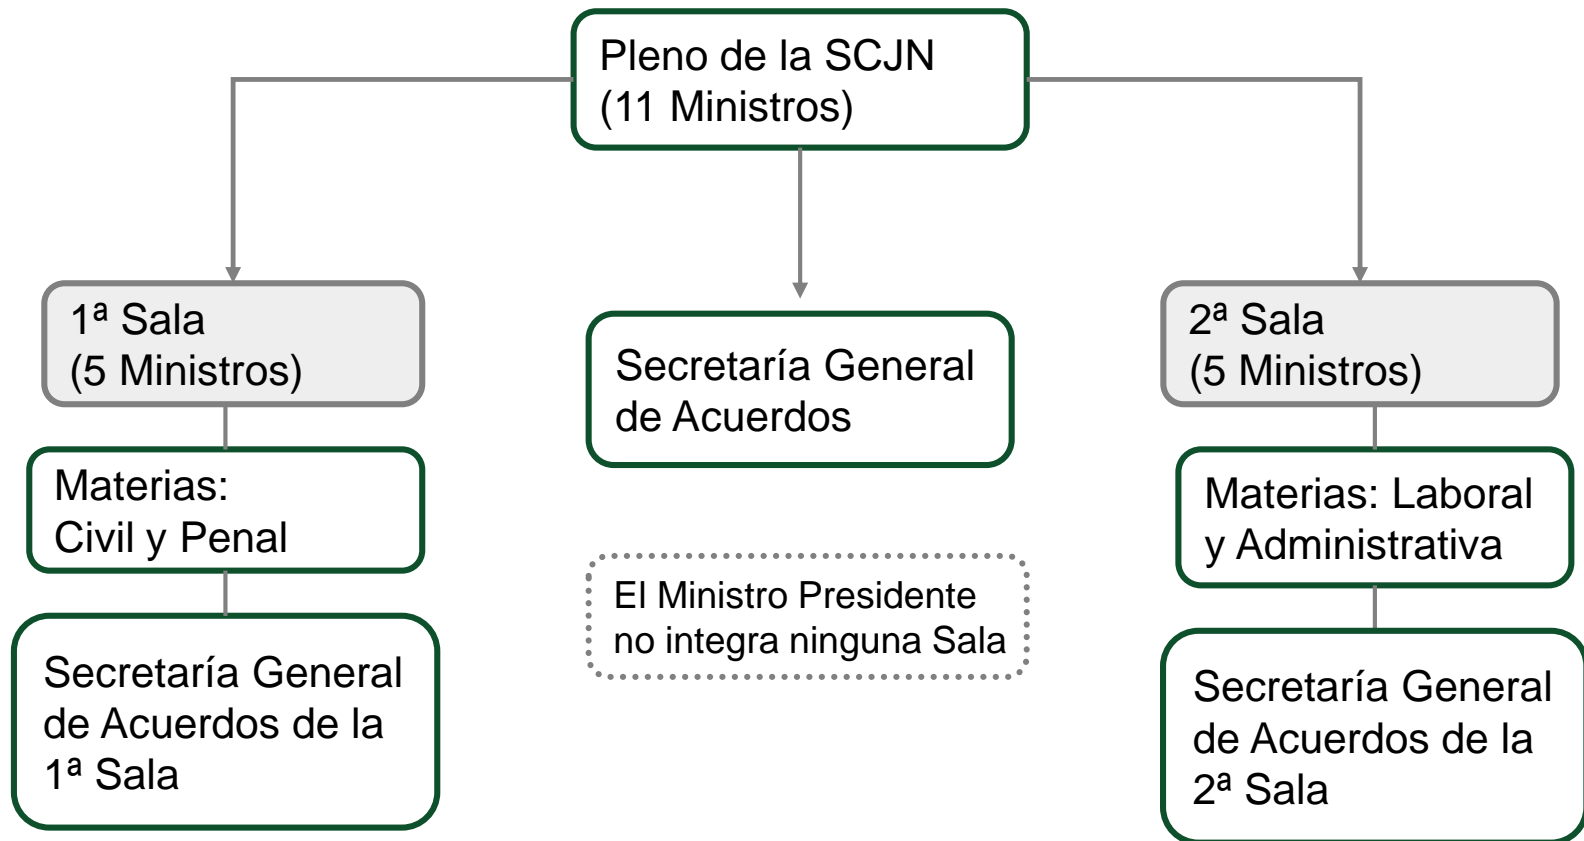 Pleno de la SCJN
(11 Ministros)
1ª Sala
(5 Ministros)
Materias:
Civil y Penal
Secretaría General
de Acuerdos de la
1ª Sala
Secretaría General
de Acuerdos
El Ministro Presidente
no integra ninguna Sala
2ª Sala
(5 Ministros)
Materias: Laboral
y Administrativa
Secretaría General
de Acuerdos de la
2ª Sala